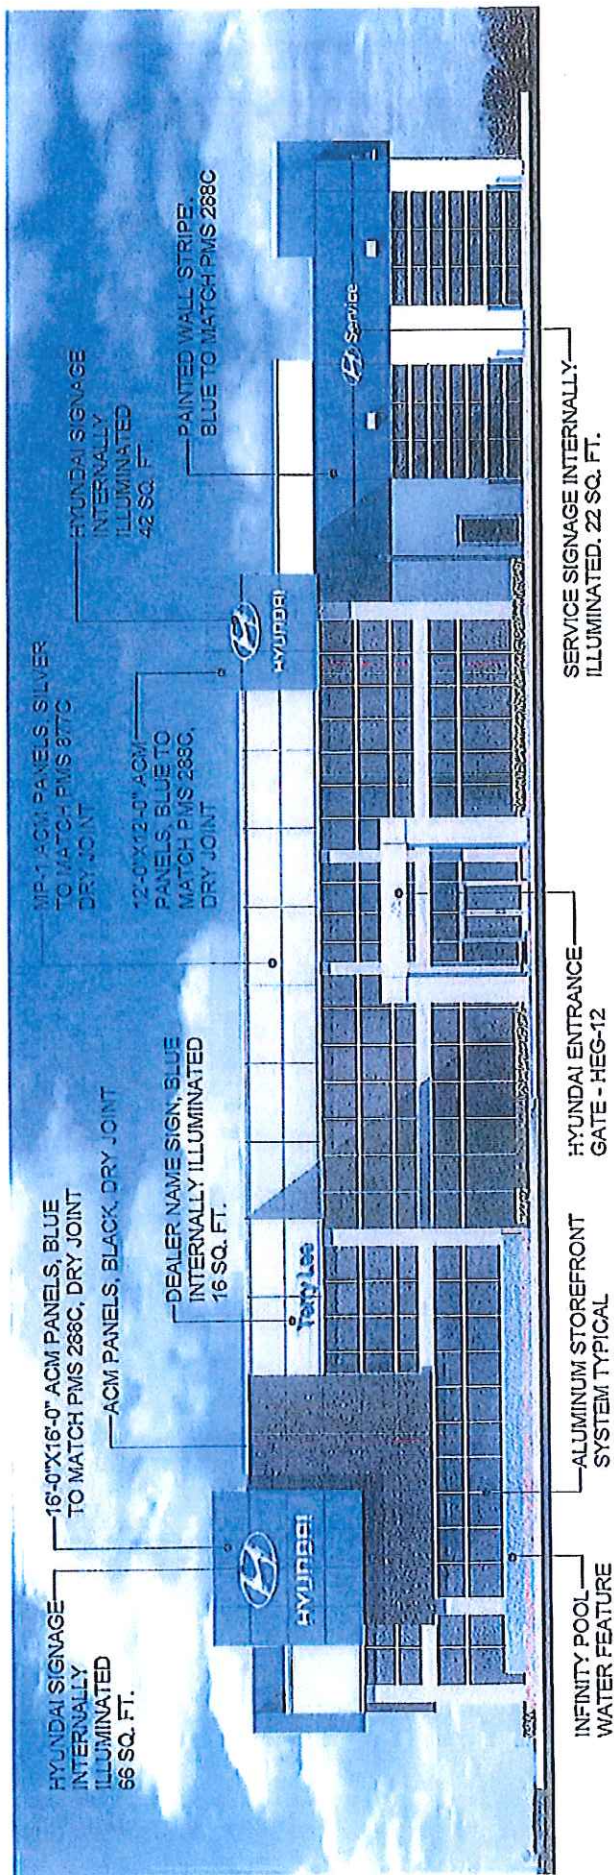 HYUNDAI SIGNAGE
INTERNALLY
ILLUMINATED
66 SQ. FT.
16'-0"X16'-0" ACM PANELS, BLUE
TO MATCH PMS 288C, DRY JOINT
ACM PANELS, BLACK, DRY JOINT
DEALER NAME SIGN, BLUE
INTERNALLY ILLUMINATED
16 SQ. FT.
MP-1 ACM PANELS, SILVER
TO MATCH PMS 877C
DRY JOINT
12'-0"X12'-0" ACM
PANELS, BLUE TO
MATCH PMS 288C,
DRY JOINT
HYUNDAI SIGNAGE
INTERNALLY
ILLUMINATED
42 SQ. FT
PAINTED WALL 'STRIPE',
BLUE TO MATCH PMS 288C
HYUNDAI
Terry Lee
HYUNDAI
Service
INFINITY POOL
WATER FEATURE
ALUMINUM STOREFRONT
SYSTEM TYPICAL
HYUNDAI ENTRANCE
GATE - HEG-12
SERVICE SIGNAGE INTERNALLY
ILLUMINATED. 22 SQ. FT.